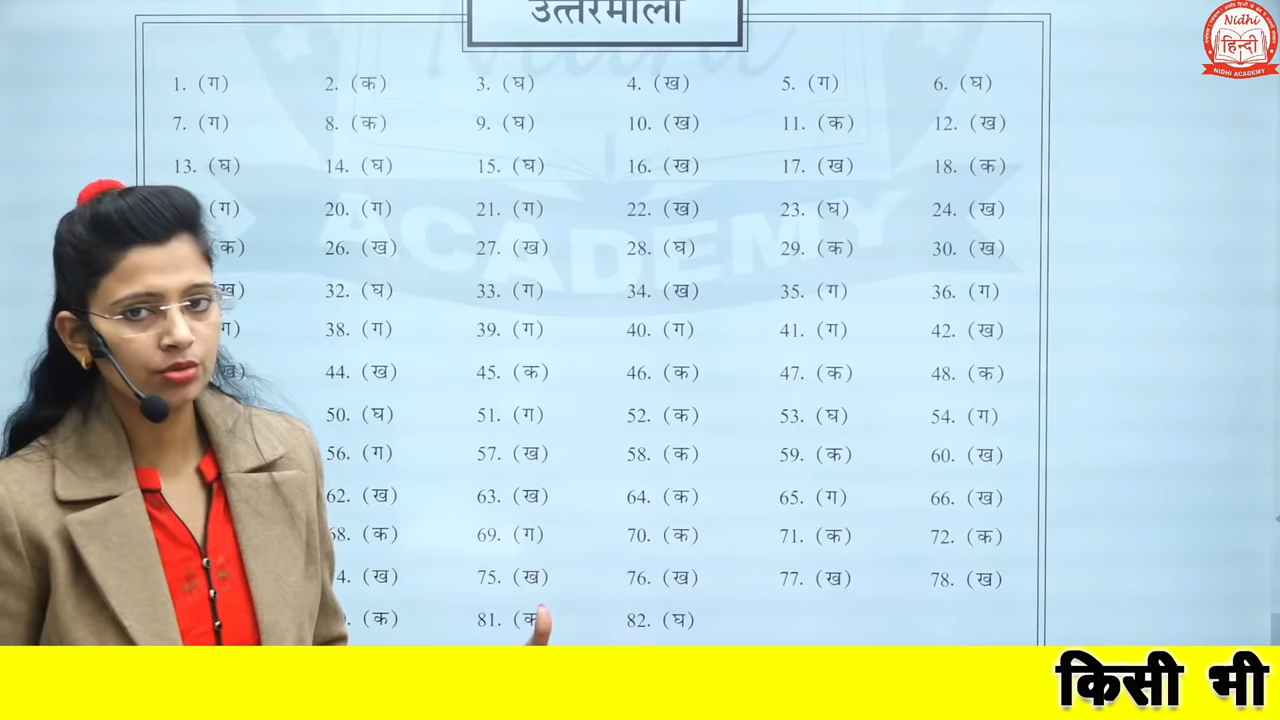 उत्तरमाला
Nidhi
हिन्दी
NIDHI ACADEMY
1. (ग) 2. (क) 3. (घ) 4. (ख) 5. (ग) 6. (घ)
7. (ग) 8. (क) 9. (घ) 10. (ख) 11. (क) 12. (ख)
13. (घ) 14. (घ) 15. (घ) 16. (ख) 17. (ख) 18. (क)
(ग) 20. (ग) 21. (ग) 22. (ख) 23. (घ) 24. (ख)
(क) 26. (ख) 27. (ख) 28. (घ) 29. (क) 30. (ख)
ख) 32. (घ) 33. (ग) 34. (ख) 35. (ग) 36. (ग)
ग) 38. (ग) 39. (ग) 40. (ग) 41. (ग) 42. (ख)
ख) 44. (ख) 45. (क) 46. (क) 47. (क) 48. (क)
50. (घ) 51. (ग) 52. (क) 53. (घ) 54. (ग)
56. (ग) 57. (ख) 58. (क) 59. (क) 60. (ख)
62. (ख) 63. (ख) 64. (क) 65. (ग) 66. (ख)
68. (क) 69. (ग) 70. (क) 71. (क) 72. (क)
4. (ख) 75. (ख) 76. (ख) 77. (ख) 78. (ख)
. (क) 81. (क 82. (घ)
ACADEMY
किसी भी